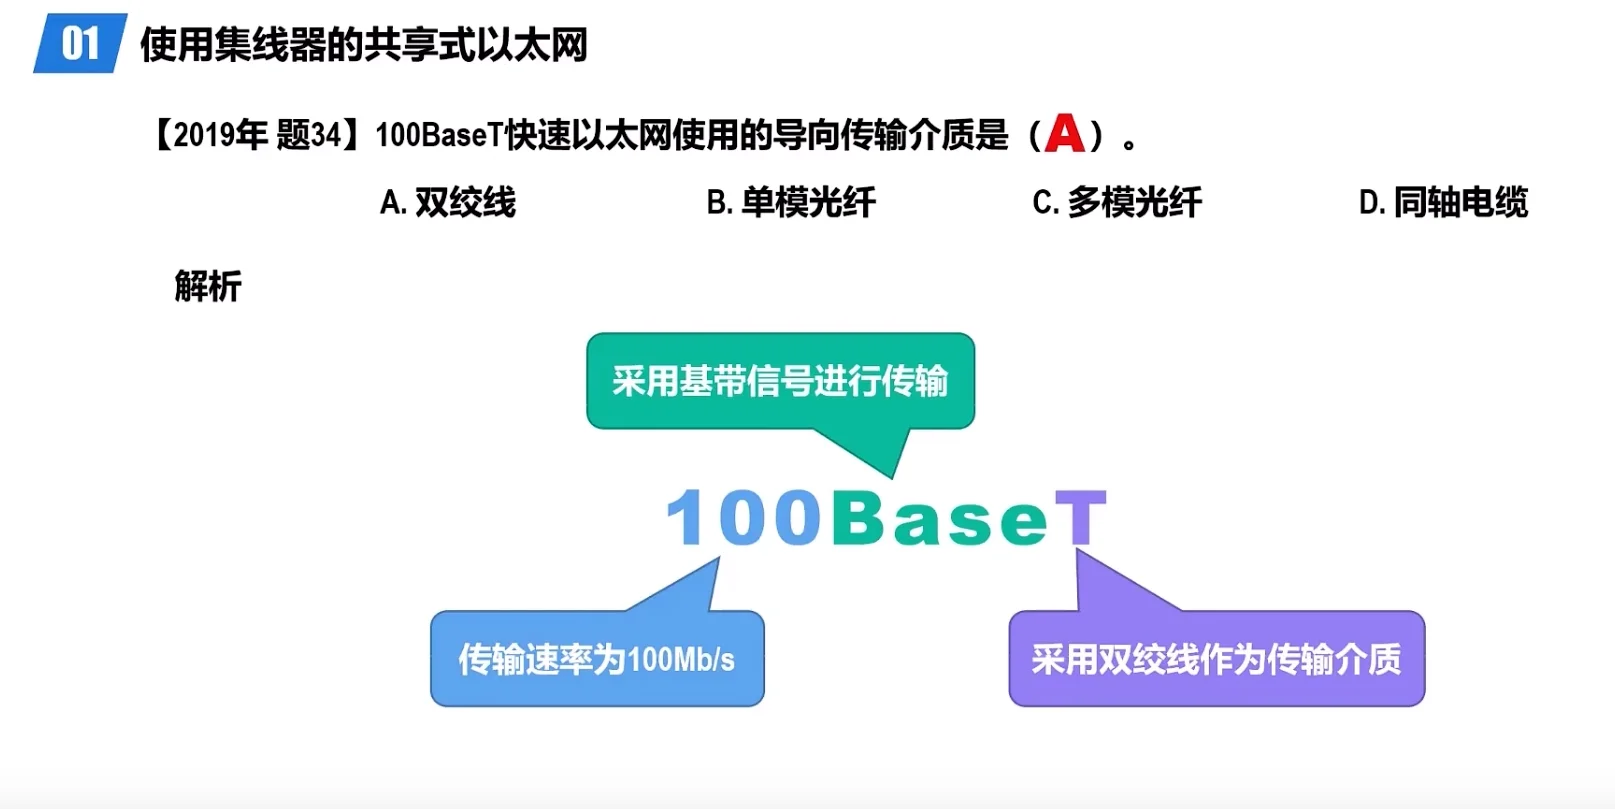 01 使用集线器的共享式以太网
【2019年 题34】100BaseT快速以太网使用的导向传输介质是（A）。
A. 双绞线 B. 单模光纤 C. 多模光纤 D. 同轴电缆
解析
采用基带信号进行传输
100BaseT
传输速率为100Mb/s
采用双绞线作为传输介质